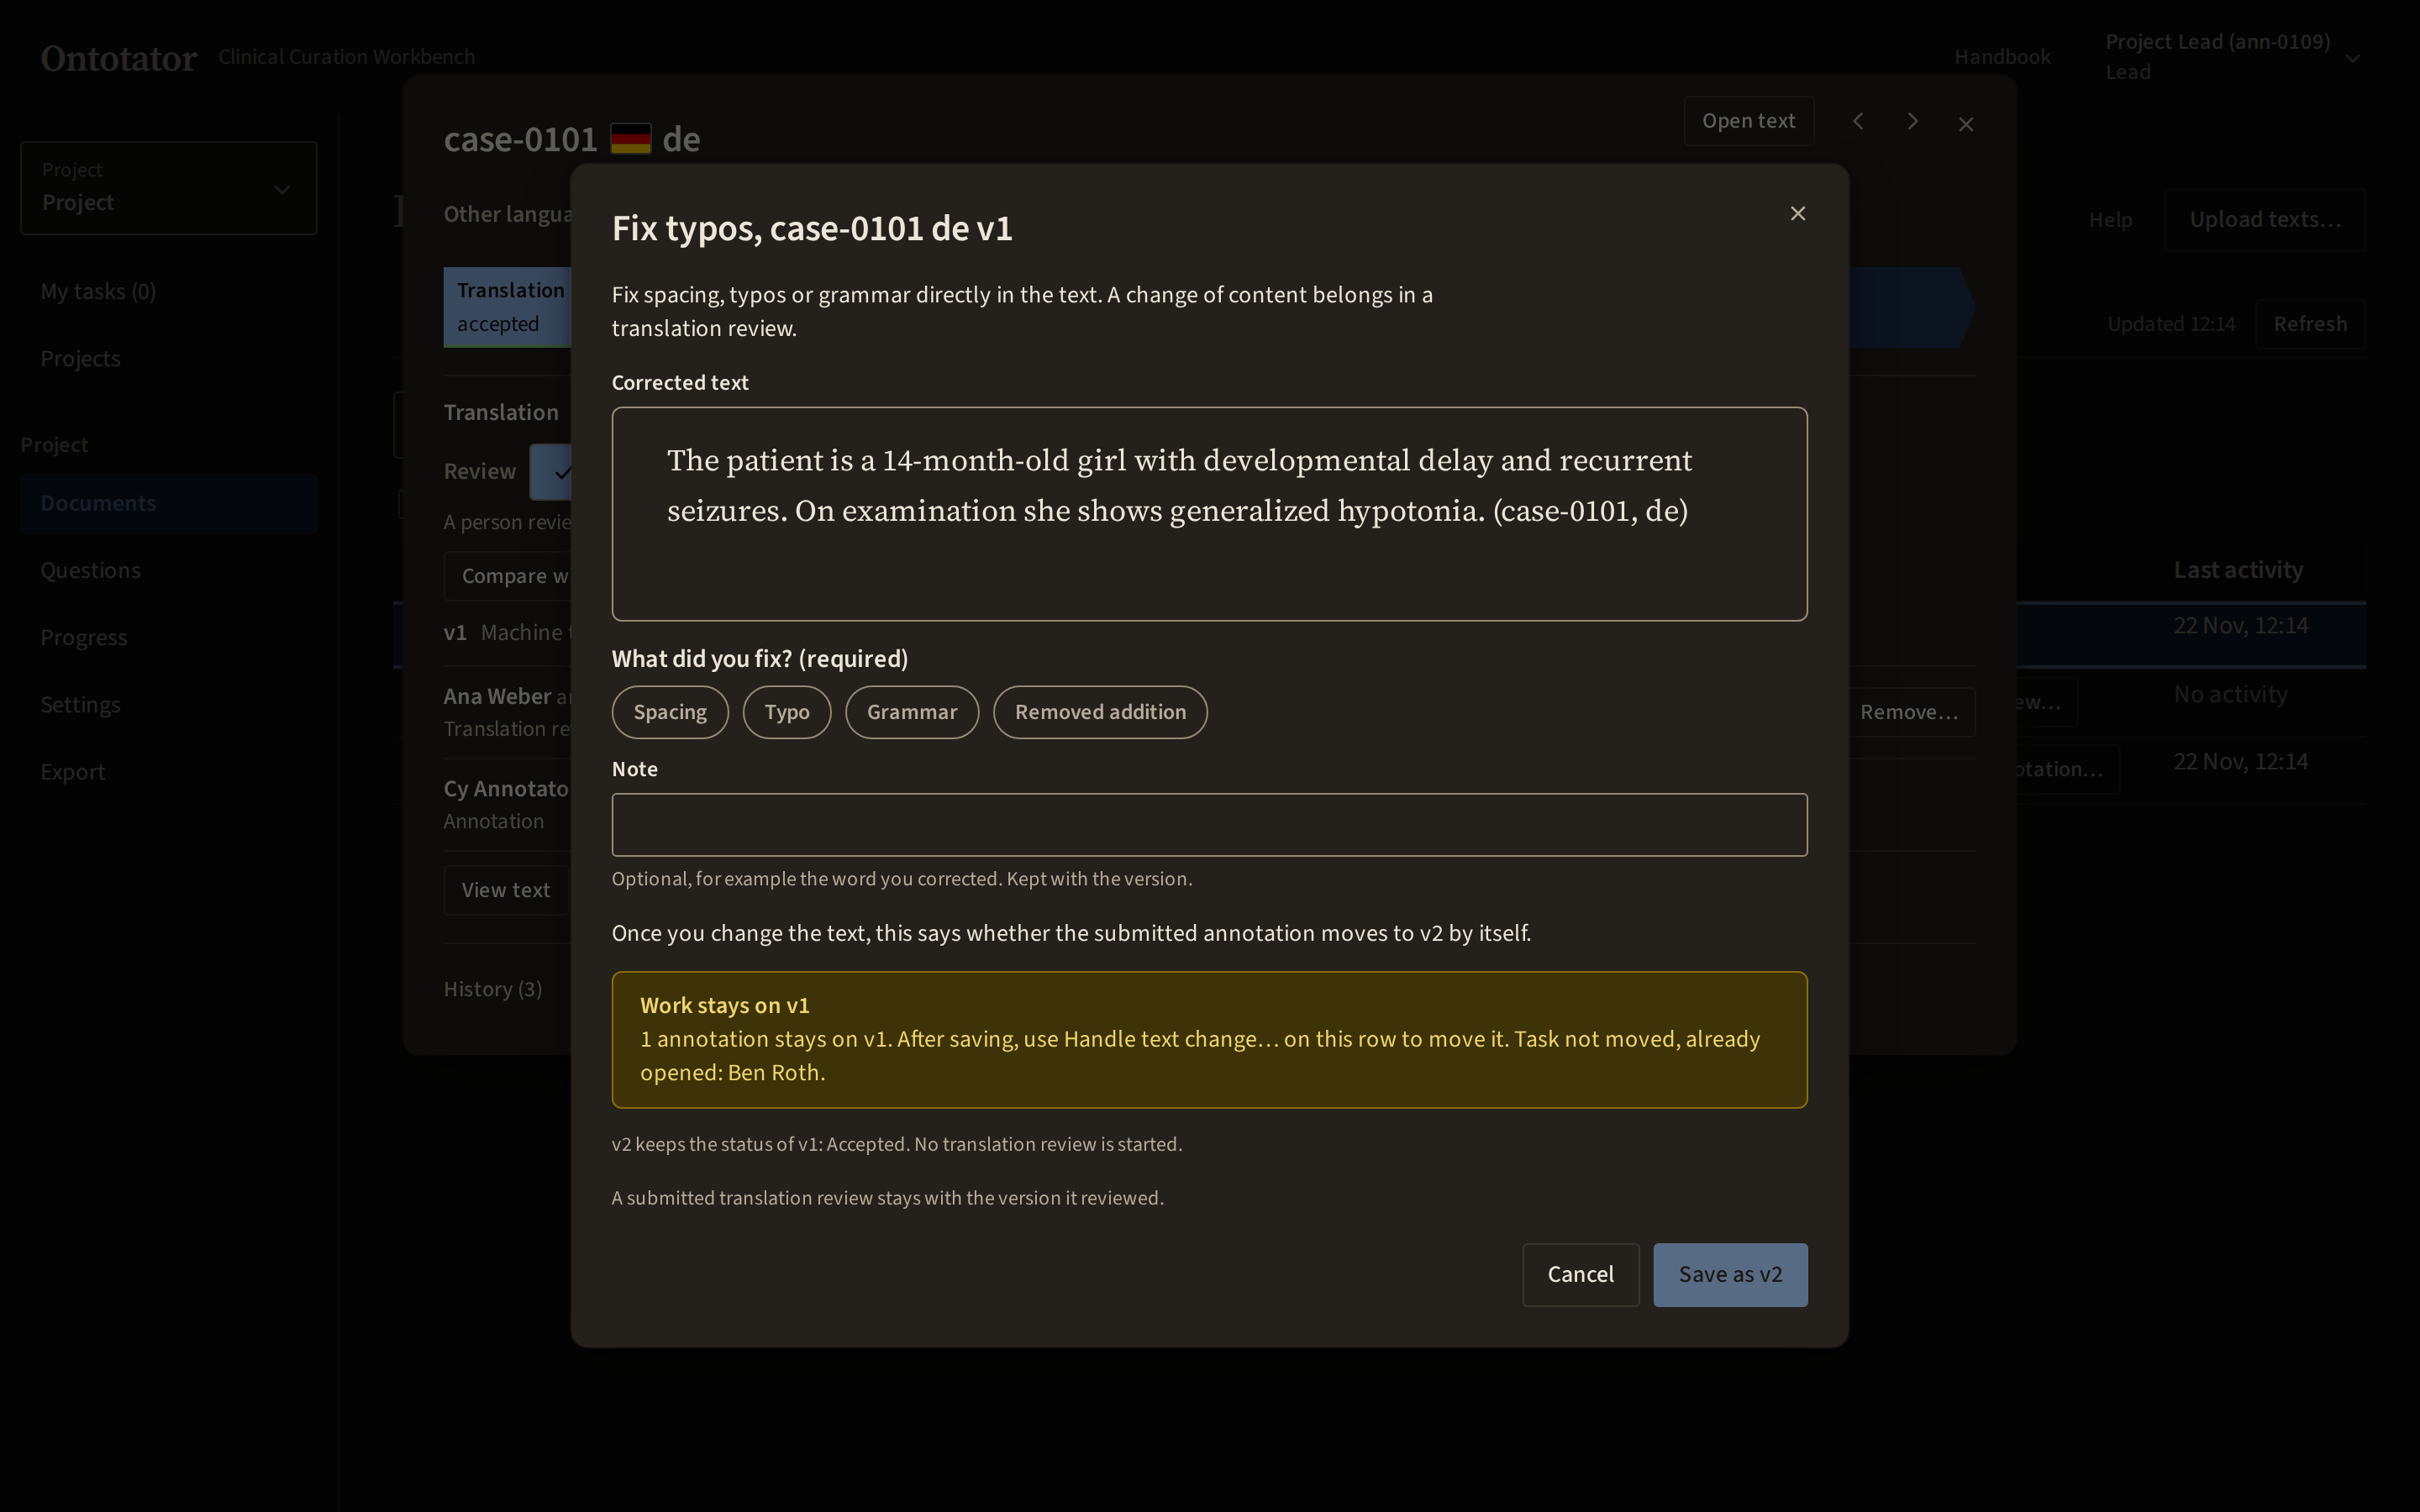 Ontotator Clinical Curation Workbench
Handbook
Project Lead (ann-0109)
Lead
Project
Project
My tasks (0)
Projects
Project
Documents
Questions
Progress
Settings
Export
Help
Upload texts…
Updated 12:14
Refresh
Last activity
22 Nov, 12:14
No activity
22 Nov, 12:14
case-0101 de
Open text
Other
Translation
accepted
Translation
Review
A person
Compare
v1 Machine
Ana Weber
Translation
Remove…
Cy
Annotation
View text
History (3)
Fix typos, case-0101 de v1
Fix spacing, typos or grammar directly in the text. A change of content belongs in a
translation review.
Corrected text
The patient is a 14-month-old girl with developmental delay and recurrent
seizures. On examination she shows generalized hypotonia. (case-0101, de)
What did you fix? (required)
Spacing
Typo
Grammar
Removed addition
Note
Optional, for example the word you corrected. Kept with the version.
Once you change the text, this says whether the submitted annotation moves to v2 by itself.
Work stays on v1
1 annotation stays on v1. After saving, use Handle text change… on this row to move it. Task not moved, already
opened: Ben Roth.
v2 keeps the status of v1: Accepted. No translation review is started.
A submitted translation review stays with the version it reviewed.
Cancel
Save as v2